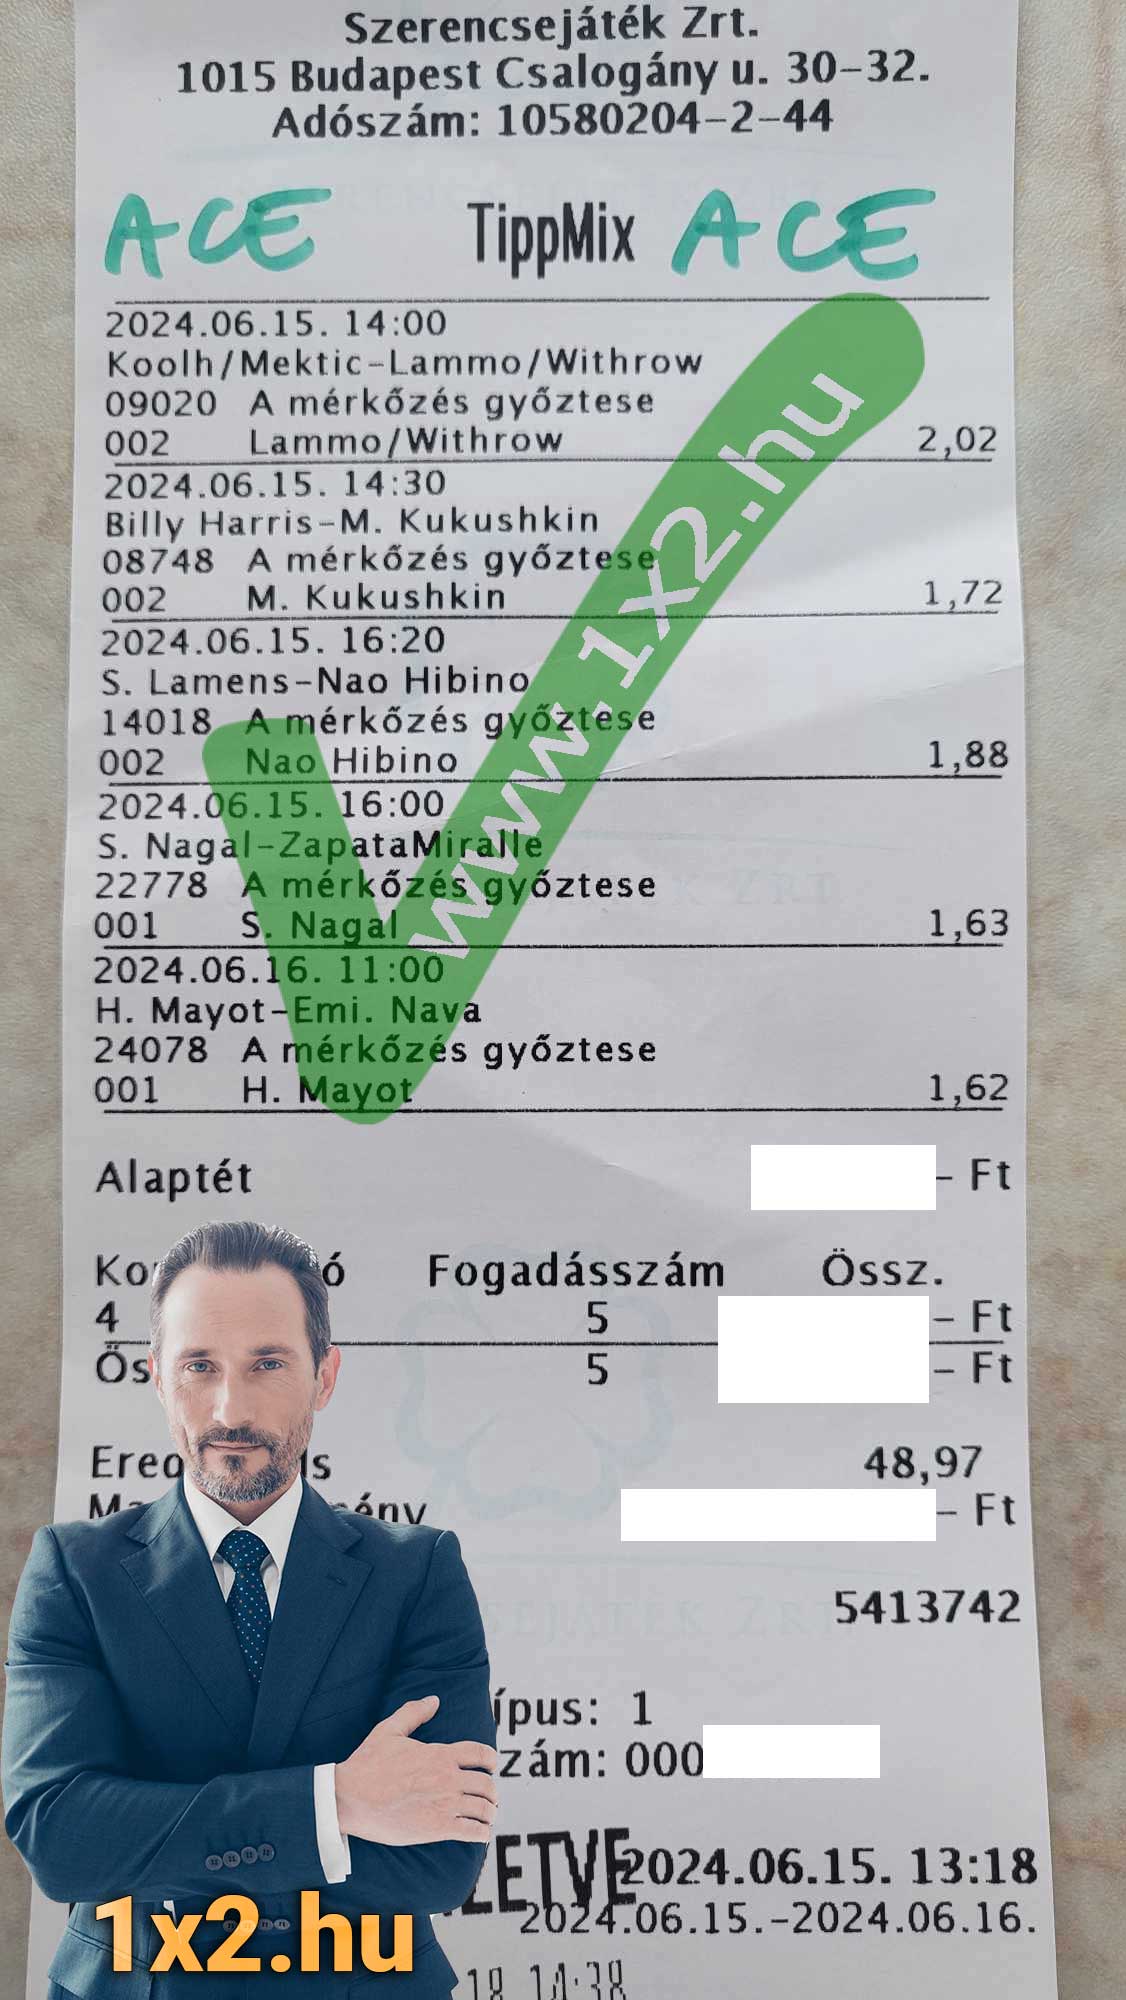 Szerencsejáték Zrt.
1015 Budapest Csalogány u. 30-32.
Adószám: 10580204-2-44
ACE TippMix ACE
2024.06.15. 14:00
Koolh/Mektic-Lammo/Withrow
09020 A mérkőzés győztese
002 Lammo/Withrow 2,02
2024.06.15. 14:30
Billy Harris-M. Kukushkin
08748 A mérkőzés győztese
002 M. Kukushkin 1,72
2024.06.15. 16:20
S. Lamens-Nao Hibino
14018 A mérkőzés győztese
002 Nao Hibino 1,88
2024.06.15. 16:00
S. Nagal-ZapataMiralle
22778 A mérkőzés győztese
001 S. Nagal 1,63
2024.06.16. 11:00
H. Mayot-Emi. Nava
24078 A mérkőzés győztese
001 H. Mayot 1,62
www.1x2.hu
Alaptét - Ft
Fogadásszám Össz.
4 5 - Ft
5 - Ft
48,97
- Ft
5413742
1
000
2024.06.15. 13:18
2024.06.15.-2024.06.16.
18 14:38
1x2.hu